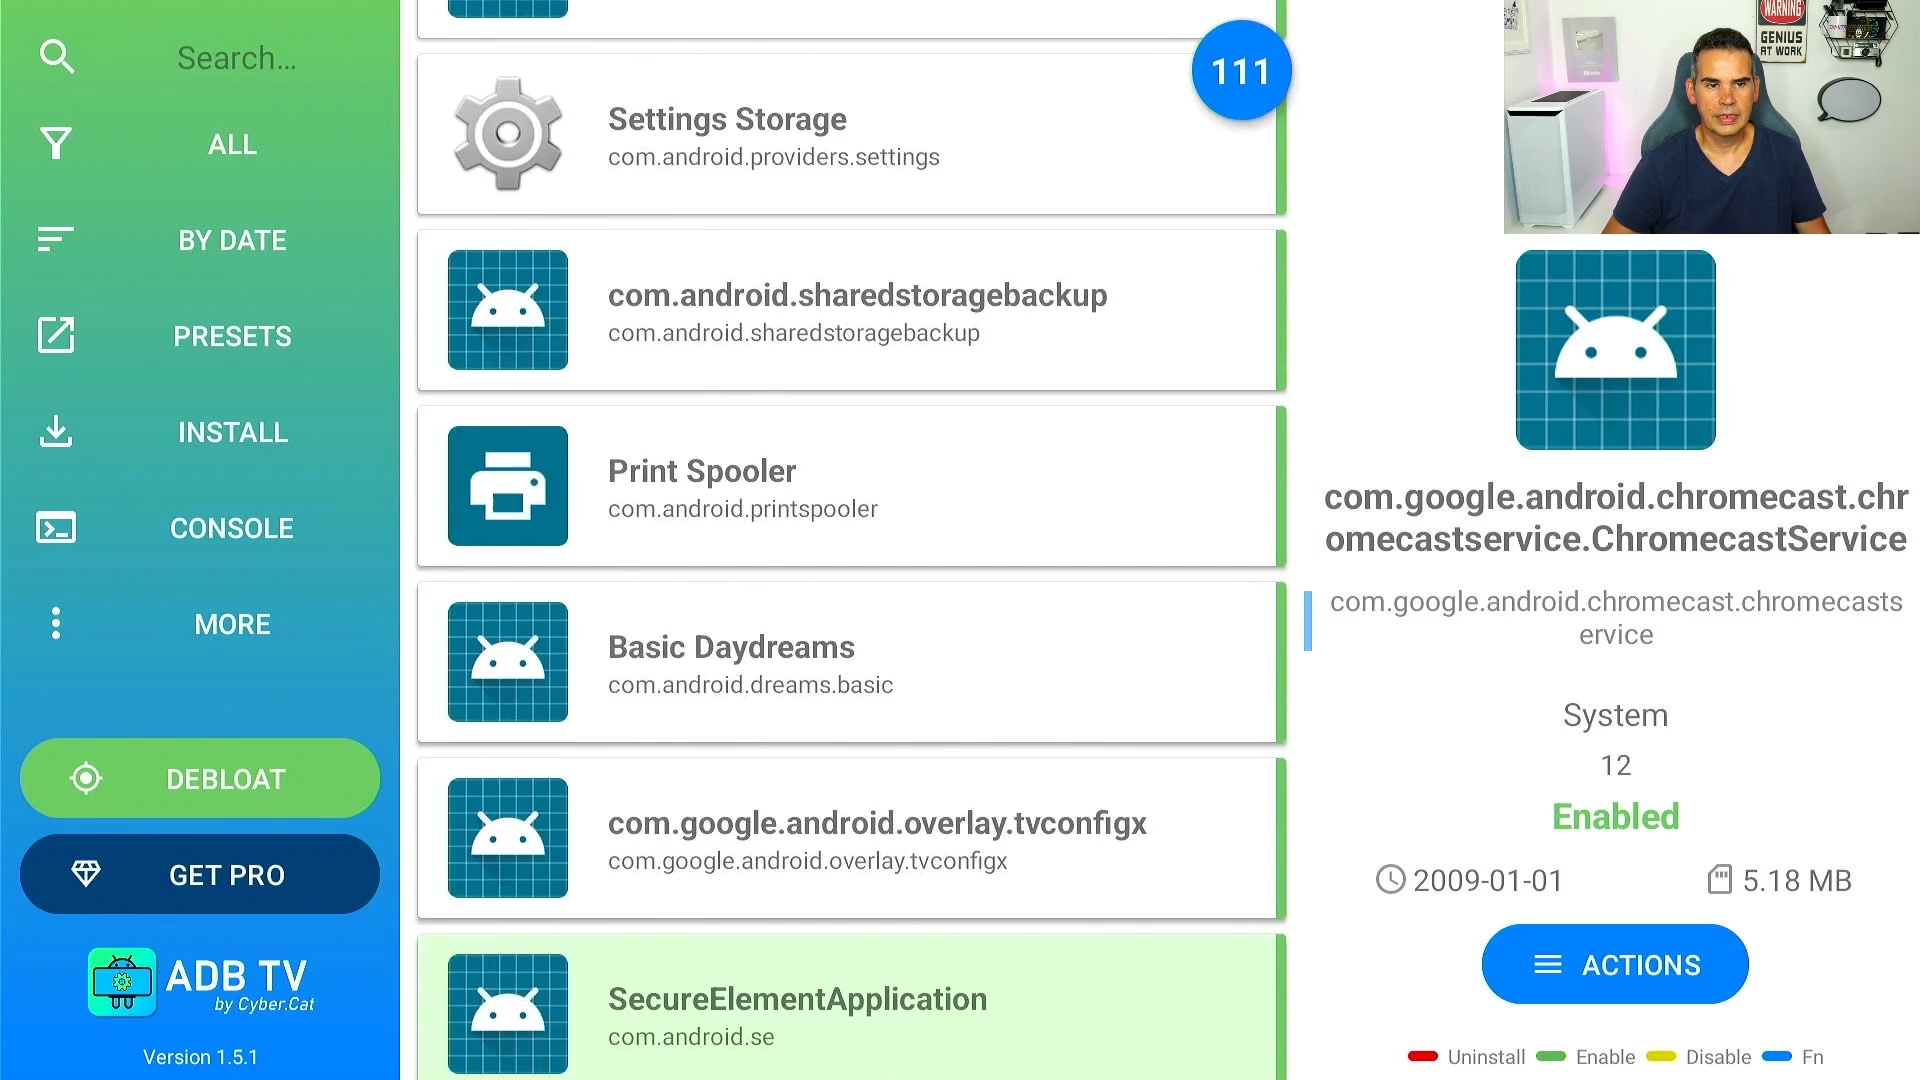 Search...
ALL
BY DATE
PRESETS
INSTALL
CONSOLE
MORE
DEBLOAT
GET PRO
ADB TV
by Cyber.Cat
Version 1.5.1
111
Settings Storage
com.android.providers.settings
com.android.sharedstoragebackup
com.android.sharedstoragebackup
Print Spooler
com.android.printspooler
Basic Daydreams
com.android.dreams.basic
com.google.android.overlay.tvconfigx
com.google.android.overlay.tvconfigx
SecureElementApplication
com.android.se
WARNING
GENIUS
AT WORK
com.google.android.chromecast.chr
omecastservice.ChromecastService
com.google.android.chromecast.chromecasts
ervice
System
12
Enabled
2009-01-01
5.18 MB
ACTIONS
Uninstall
Enable
Disable
Fn